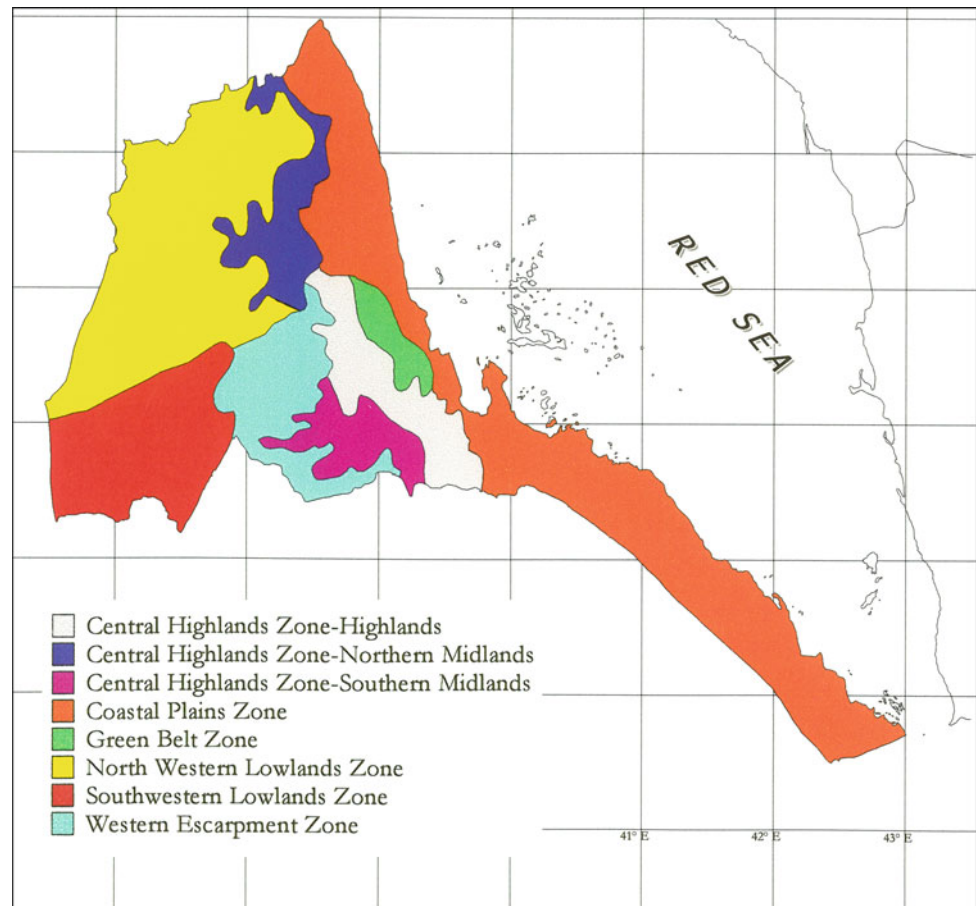 RED SEA
Central Highlands Zone-Highlands
Central Highlands Zone-Northern Midlands
Central Highlands Zone-Southern Midlands
Coastal Plains Zone
Green Belt Zone
North Western Lowlands Zone
Southwestern Lowlands Zone
Western Escarpment Zone
41° E 42° E 43° E